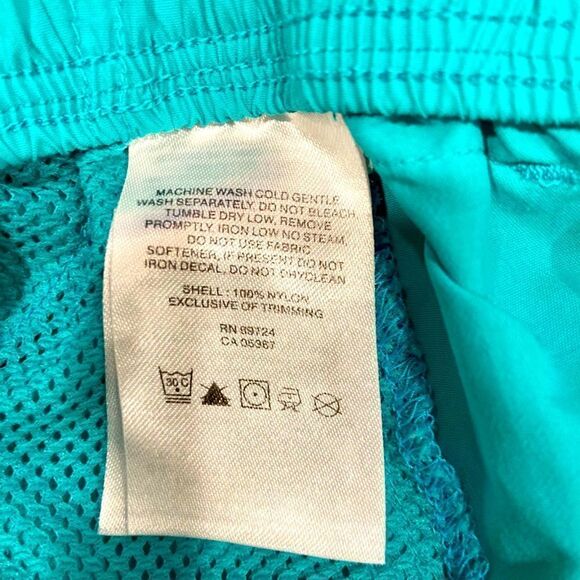 MACHINE WASH COLD GENTLE
WASH SEPARATELY, DO NOT BLEACH
TUMBLE DRY LOW, REMOVE
PROMPTLY, IRON LOW NO STEAM,
DO NOT USE FABRIC
SOFTENER, IF PRESENT DO NOT
IRON DECAL, DO NOT DRYCLEAN
SHELL: 100% NYLON
EXCLUSIVE OF TRIMMING
RN 69724
CA 05367
30 C